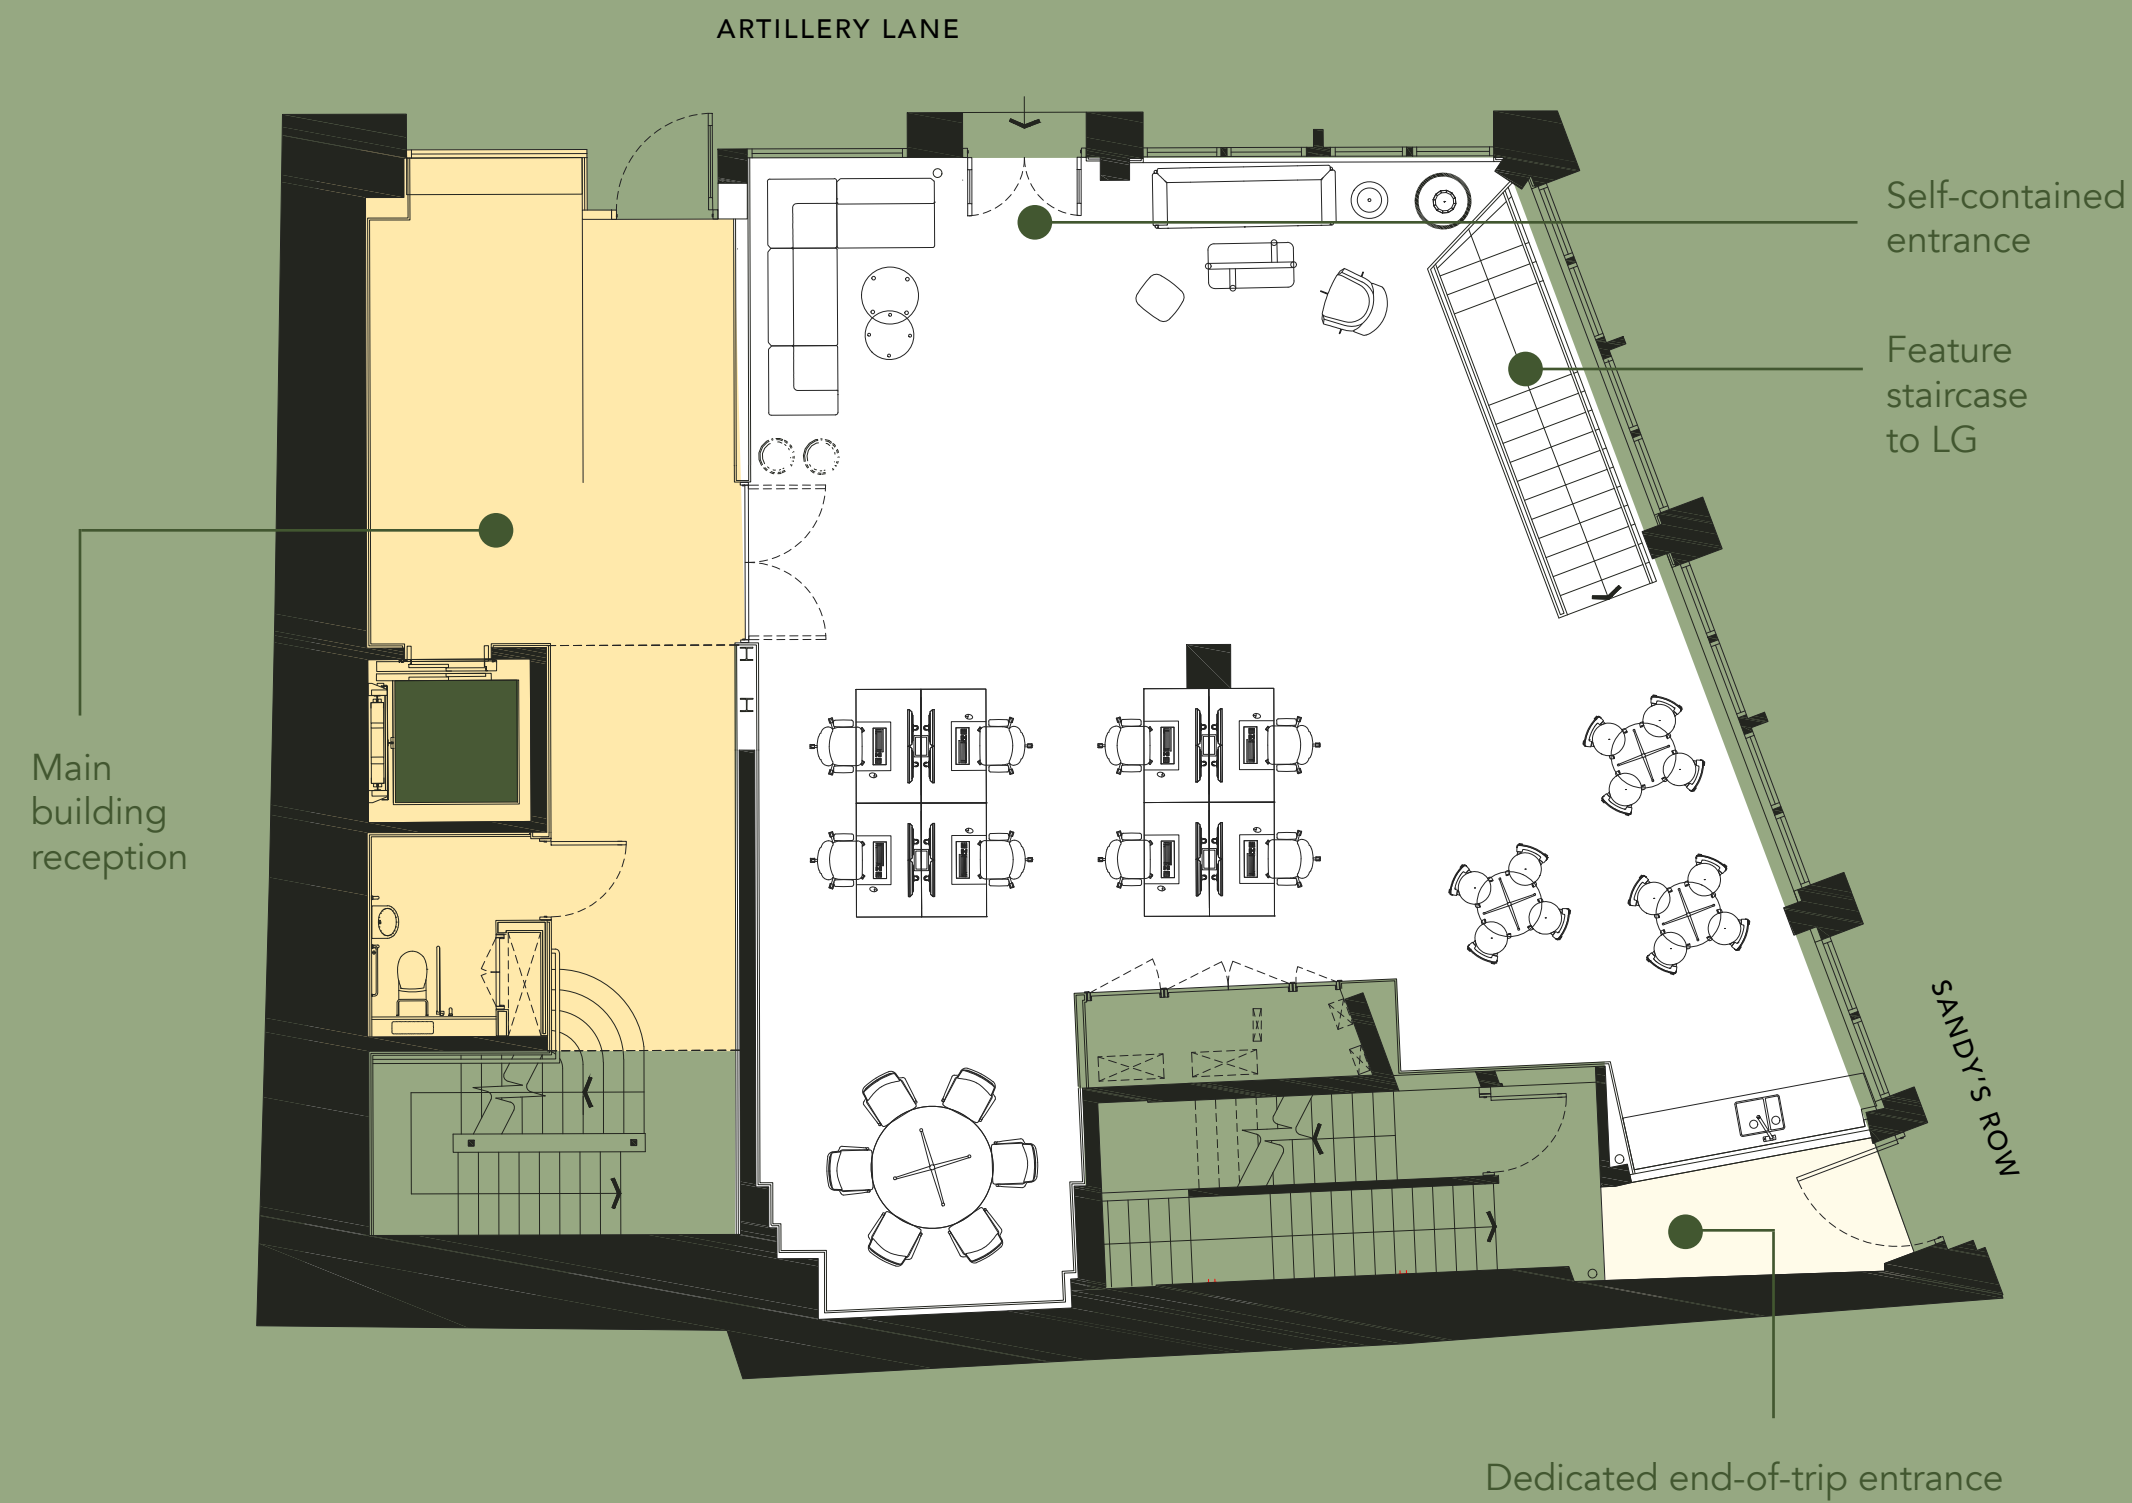 ARTILLERY LANE
Self-contained
entrance
Feature
staircase
to LG
Main
building
reception
SANDY'S ROW
Dedicated end-of-trip entrance